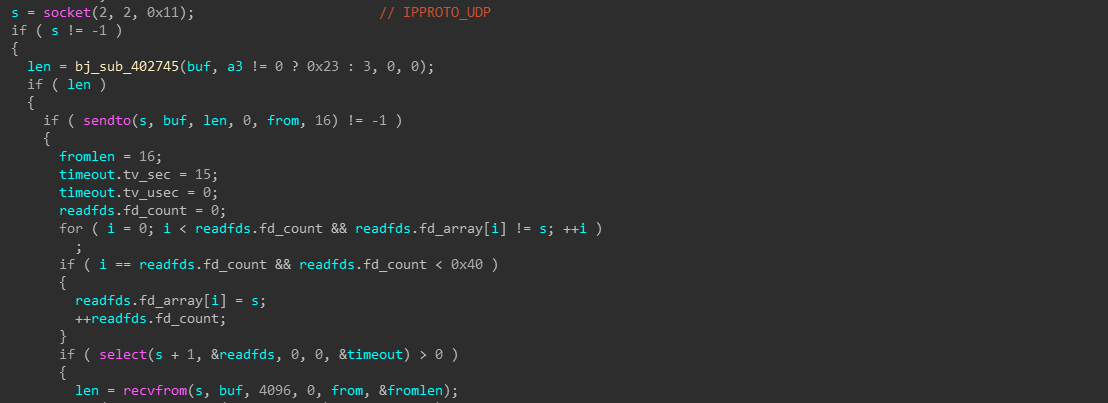 s = socket(2, 2, 0x11);                       // IPPROTO_UDP
if ( s != -1 )
{
  len = bj_sub_402745(buf, a3 != 0 ? 0x23 : 3, 0, 0);
  if ( len )
  {
    if ( sendto(s, buf, len, 0, from, 16) != -1 )
    {
      fromlen = 16;
      timeout.tv_sec = 15;
      timeout.tv_usec = 0;
      readfds.fd_count = 0;
      for ( i = 0; i < readfds.fd_count && readfds.fd_array[i] != s; ++i )
        ;
      if ( i == readfds.fd_count && readfds.fd_count < 0x40 )
      {
        readfds.fd_array[i] = s;
        ++readfds.fd_count;
      }
      if ( select(s + 1, &readfds, 0, 0, &timeout) > 0 )
      {
        len = recvfrom(s, buf, 4096, 0, from, &fromlen);